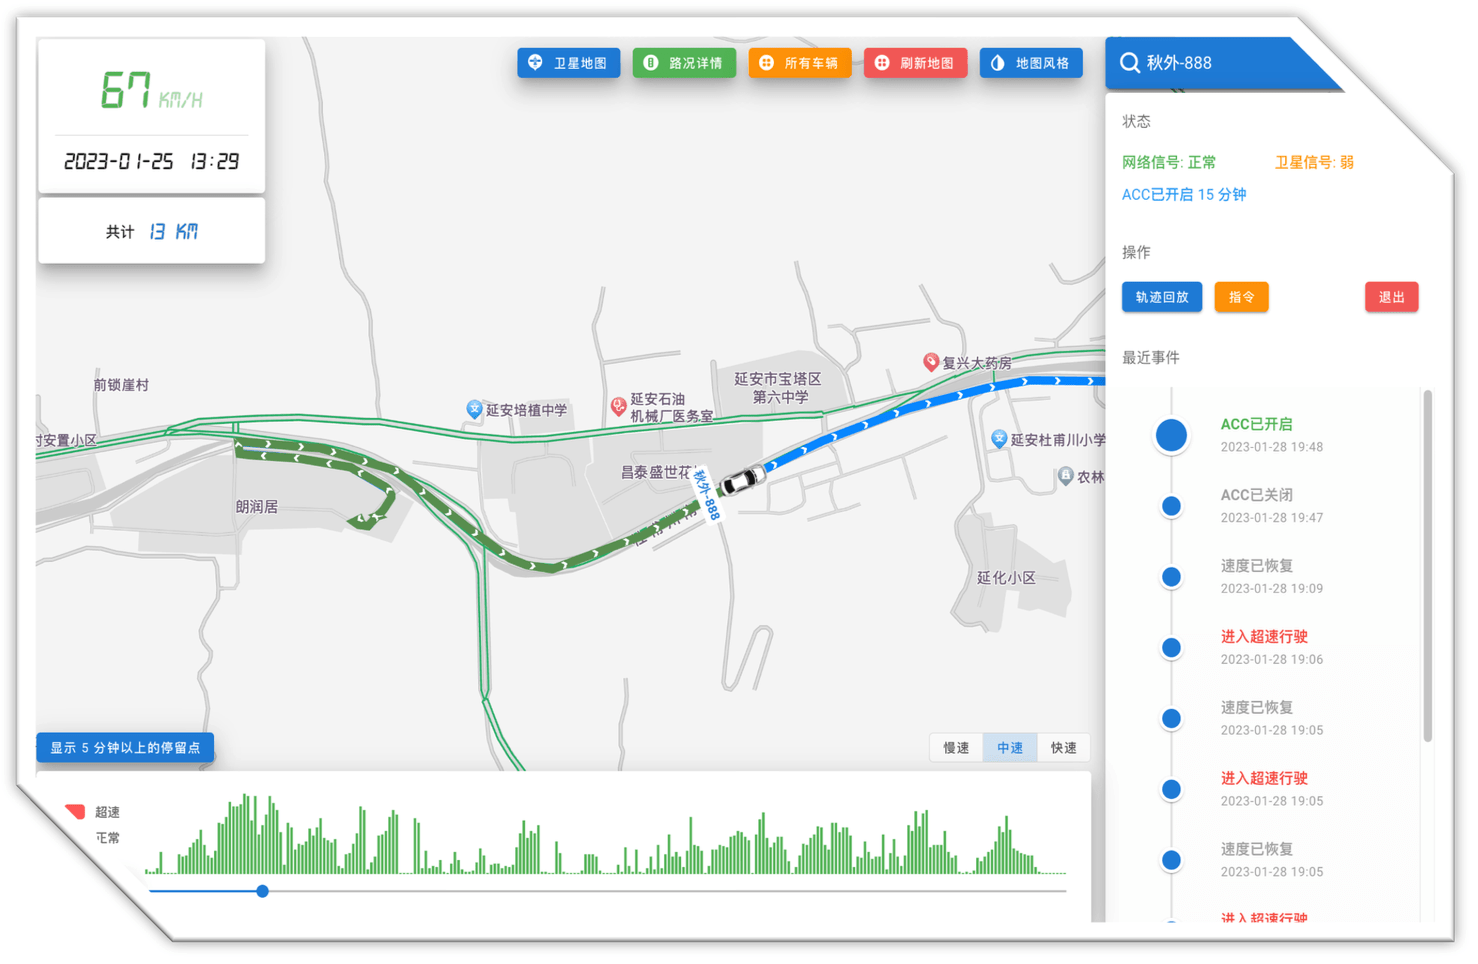 67 KM/H
2023-01-25 13:29
共计 13 KM
卫星地图
路况详情
所有车辆
刷新地图
地图风格
秋外-888
状态
网络信号: 正常
卫星信号: 弱
ACC已开启 15 分钟
操作
轨迹回放
指令
退出
最近事件
ACC已开启
2023-01-28 19:48
ACC已关闭
2023-01-28 19:47
速度已恢复
2023-01-28 19:09
进入超速行驶
2023-01-28 19:06
速度已恢复
2023-01-28 19:05
进入超速行驶
2023-01-28 19:05
速度已恢复
2023-01-28 19:05
进入超速行驶
前锁崖村
安置小区
朗润居
延安培植中学
延安石油
机械厂医务室
延安市宝塔区
第六中学
复兴大药房
延安杜甫川小学
农林
昌泰盛世花
秋外-888
延化小区
显示 5 分钟以上的停留点
慢速
中速
快速
超速
正常